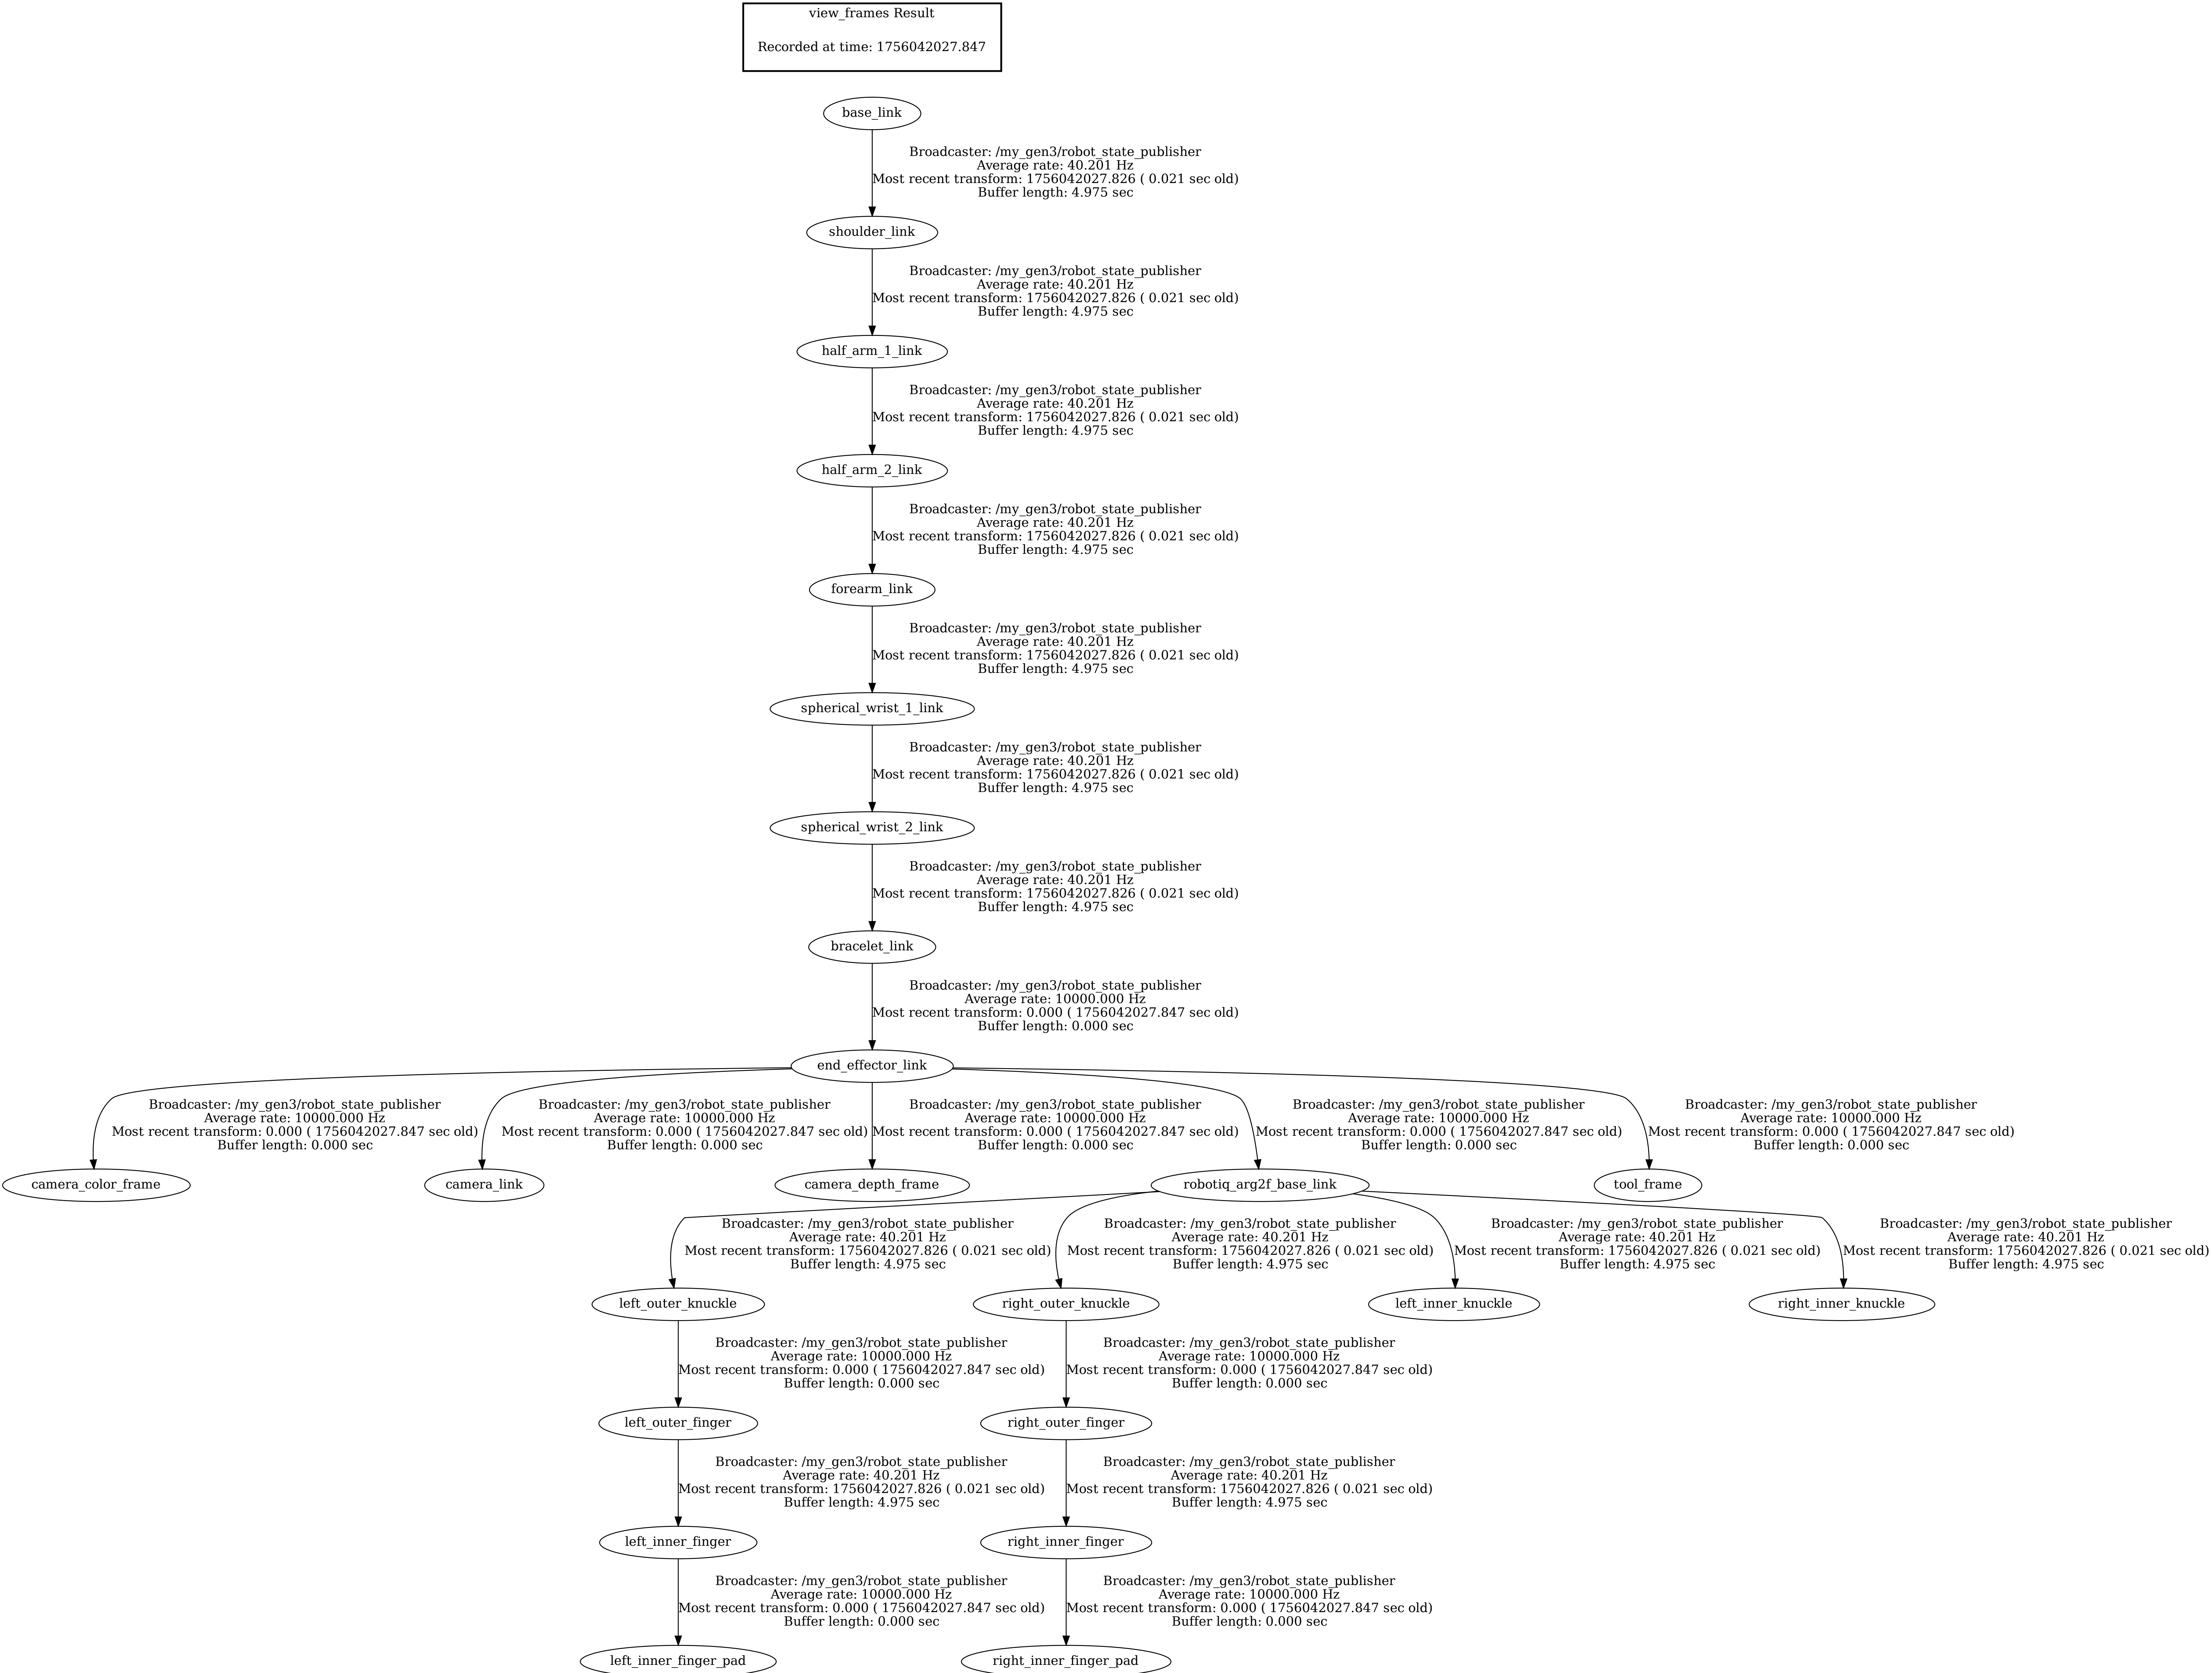 view_frames Result
Recorded at time: 1756042027.847
base_link
Broadcaster: /my_gen3/robot_state_publisher
Average rate: 40.201 Hz
Most recent transform: 1756042027.826 ( 0.021 sec old)
Buffer length: 4.975 sec
shoulder_link
Broadcaster: /my_gen3/robot_state_publisher
Average rate: 40.201 Hz
Most recent transform: 1756042027.826 ( 0.021 sec old)
Buffer length: 4.975 sec
half_arm_1_link
Broadcaster: /my_gen3/robot_state_publisher
Average rate: 40.201 Hz
Most recent transform: 1756042027.826 ( 0.021 sec old)
Buffer length: 4.975 sec
half_arm_2_link
Broadcaster: /my_gen3/robot_state_publisher
Average rate: 40.201 Hz
Most recent transform: 1756042027.826 ( 0.021 sec old)
Buffer length: 4.975 sec
forearm_link
Broadcaster: /my_gen3/robot_state_publisher
Average rate: 40.201 Hz
Most recent transform: 1756042027.826 ( 0.021 sec old)
Buffer length: 4.975 sec
spherical_wrist_1_link
Broadcaster: /my_gen3/robot_state_publisher
Average rate: 40.201 Hz
Most recent transform: 1756042027.826 ( 0.021 sec old)
Buffer length: 4.975 sec
spherical_wrist_2_link
Broadcaster: /my_gen3/robot_state_publisher
Average rate: 40.201 Hz
Most recent transform: 1756042027.826 ( 0.021 sec old)
Buffer length: 4.975 sec
bracelet_link
Broadcaster: /my_gen3/robot_state_publisher
Average rate: 10000.000 Hz
Most recent transform: 0.000 ( 1756042027.847 sec old)
Buffer length: 0.000 sec
end_effector_link
Broadcaster: /my_gen3/robot_state_publisher
Average rate: 10000.000 Hz
Most recent transform: 0.000 ( 1756042027.847 sec old)
Buffer length: 0.000 sec
Broadcaster: /my_gen3/robot_state_publisher
Average rate: 10000.000 Hz
Most recent transform: 0.000 ( 1756042027.847 sec old)
Buffer length: 0.000 sec
Broadcaster: /my_gen3/robot_state_publisher
Average rate: 10000.000 Hz
Most recent transform: 0.000 ( 1756042027.847 sec old)
Buffer length: 0.000 sec
Broadcaster: /my_gen3/robot_state_publisher
Average rate: 10000.000 Hz
Most recent transform: 0.000 ( 1756042027.847 sec old)
Buffer length: 0.000 sec
Broadcaster: /my_gen3/robot_state_publisher
Average rate: 10000.000 Hz
Most recent transform: 0.000 ( 1756042027.847 sec old)
Buffer length: 0.000 sec
camera_color_frame
camera_link
camera_depth_frame
robotiq_arg2f_base_link
tool_frame
Broadcaster: /my_gen3/robot_state_publisher
Average rate: 40.201 Hz
Most recent transform: 1756042027.826 ( 0.021 sec old)
Buffer length: 4.975 sec
Broadcaster: /my_gen3/robot_state_publisher
Average rate: 40.201 Hz
Most recent transform: 1756042027.826 ( 0.021 sec old)
Buffer length: 4.975 sec
Broadcaster: /my_gen3/robot_state_publisher
Average rate: 40.201 Hz
Most recent transform: 1756042027.826 ( 0.021 sec old)
Buffer length: 4.975 sec
Broadcaster: /my_gen3/robot_state_publisher
Average rate: 40.201 Hz
Most recent transform: 1756042027.826 ( 0.021 sec old)
Buffer length: 4.975 sec
left_outer_knuckle
right_outer_knuckle
left_inner_knuckle
right_inner_knuckle
Broadcaster: /my_gen3/robot_state_publisher
Average rate: 10000.000 Hz
Most recent transform: 0.000 ( 1756042027.847 sec old)
Buffer length: 0.000 sec
Broadcaster: /my_gen3/robot_state_publisher
Average rate: 10000.000 Hz
Most recent transform: 0.000 ( 1756042027.847 sec old)
Buffer length: 0.000 sec
left_outer_finger
right_outer_finger
Broadcaster: /my_gen3/robot_state_publisher
Average rate: 40.201 Hz
Most recent transform: 1756042027.826 ( 0.021 sec old)
Buffer length: 4.975 sec
Broadcaster: /my_gen3/robot_state_publisher
Average rate: 40.201 Hz
Most recent transform: 1756042027.826 ( 0.021 sec old)
Buffer length: 4.975 sec
left_inner_finger
right_inner_finger
Broadcaster: /my_gen3/robot_state_publisher
Average rate: 10000.000 Hz
Most recent transform: 0.000 ( 1756042027.847 sec old)
Buffer length: 0.000 sec
Broadcaster: /my_gen3/robot_state_publisher
Average rate: 10000.000 Hz
Most recent transform: 0.000 ( 1756042027.847 sec old)
Buffer length: 0.000 sec
left_inner_finger_pad
right_inner_finger_pad